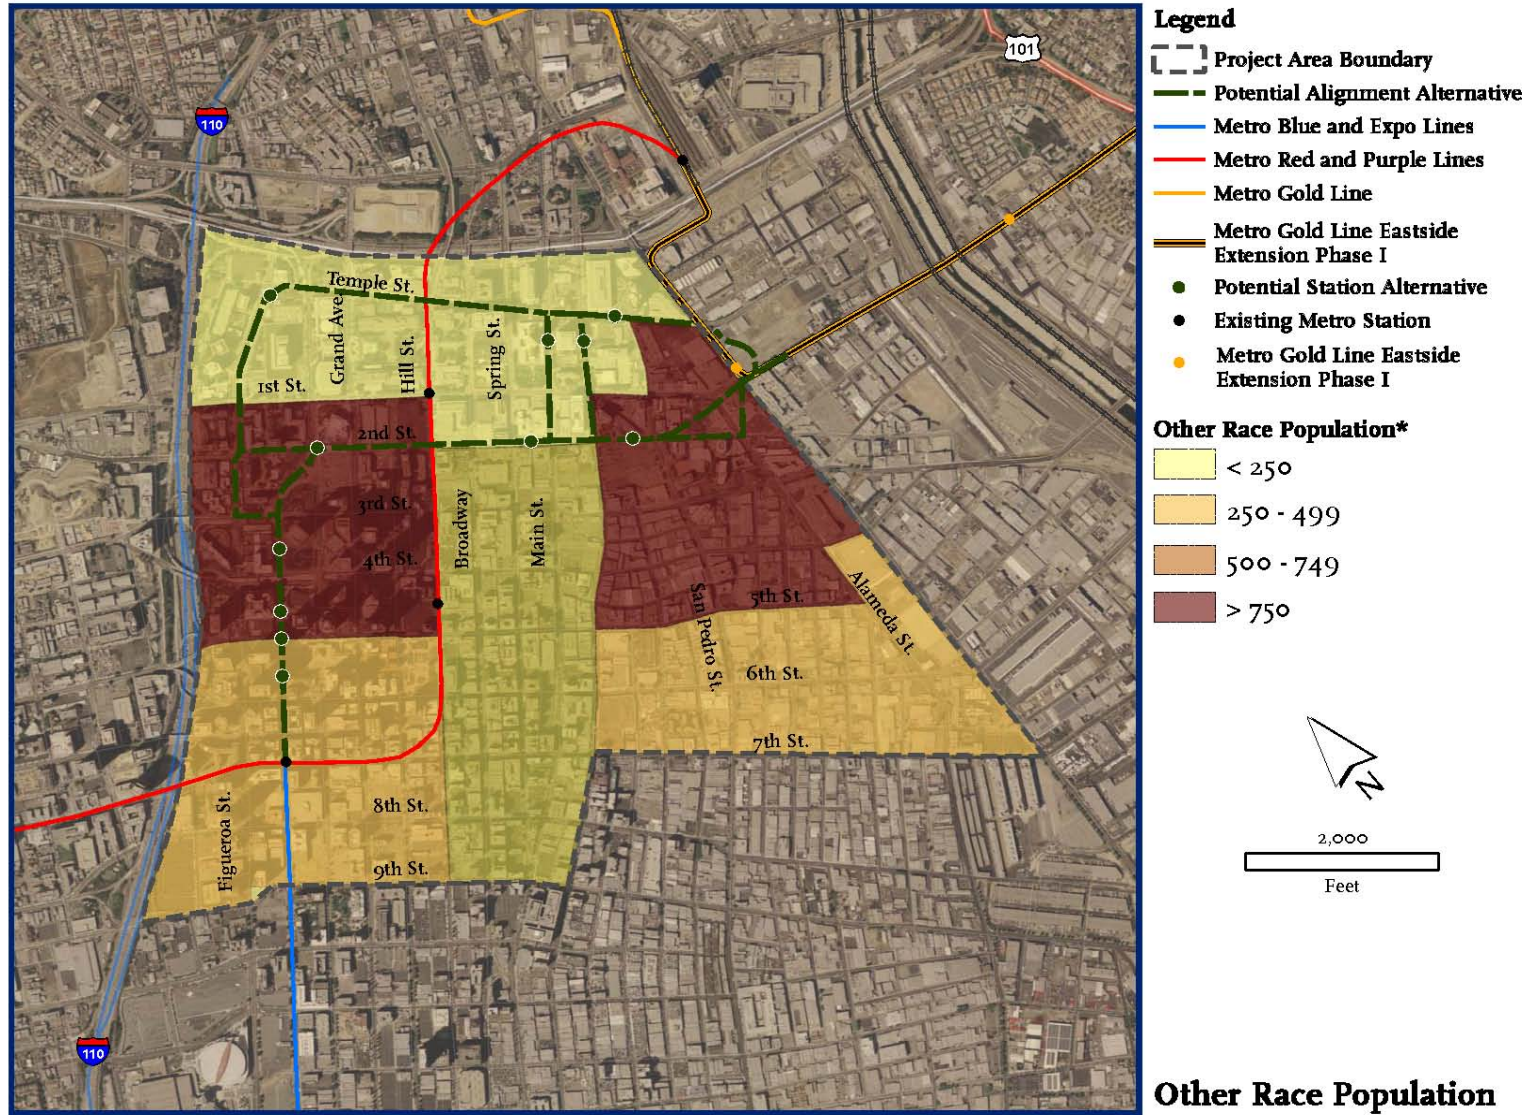 Legend
Project Area Boundary
Potential Alignment Alternative
Metro Blue and Expo Lines
Metro Red and Purple Lines
Metro Gold Line
Metro Gold Line Eastside
Extension Phase I
Potential Station Alternative
Existing Metro Station
Metro Gold Line Eastside
Extension Phase I
Other Race Population*
< 250
250 - 499
500 - 749
> 750
N
2,000
Feet
Other Race Population
101
110
Temple St.
Grand Ave.
Hill St.
Spring St.
1st St.
2nd St.
3rd St.
Broadway
Main St.
4th St.
5th St.
San Pedro St.
Alameda St.
6th St.
7th St.
Figueroa St.
8th St.
9th St.
110